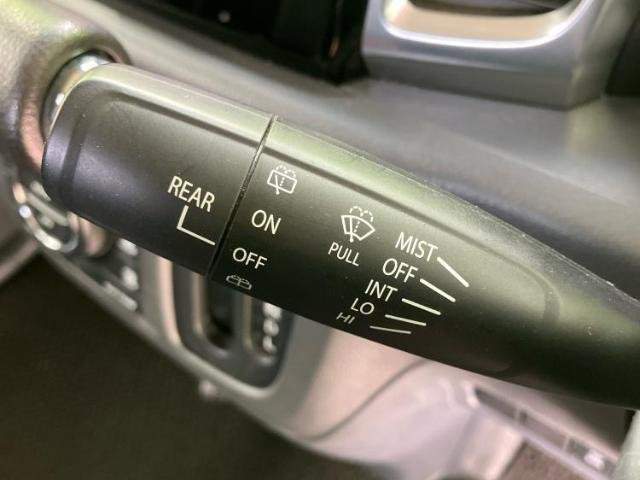 REAR
ON
OFF
PULL
MIST
OFF
INT
LO
HI